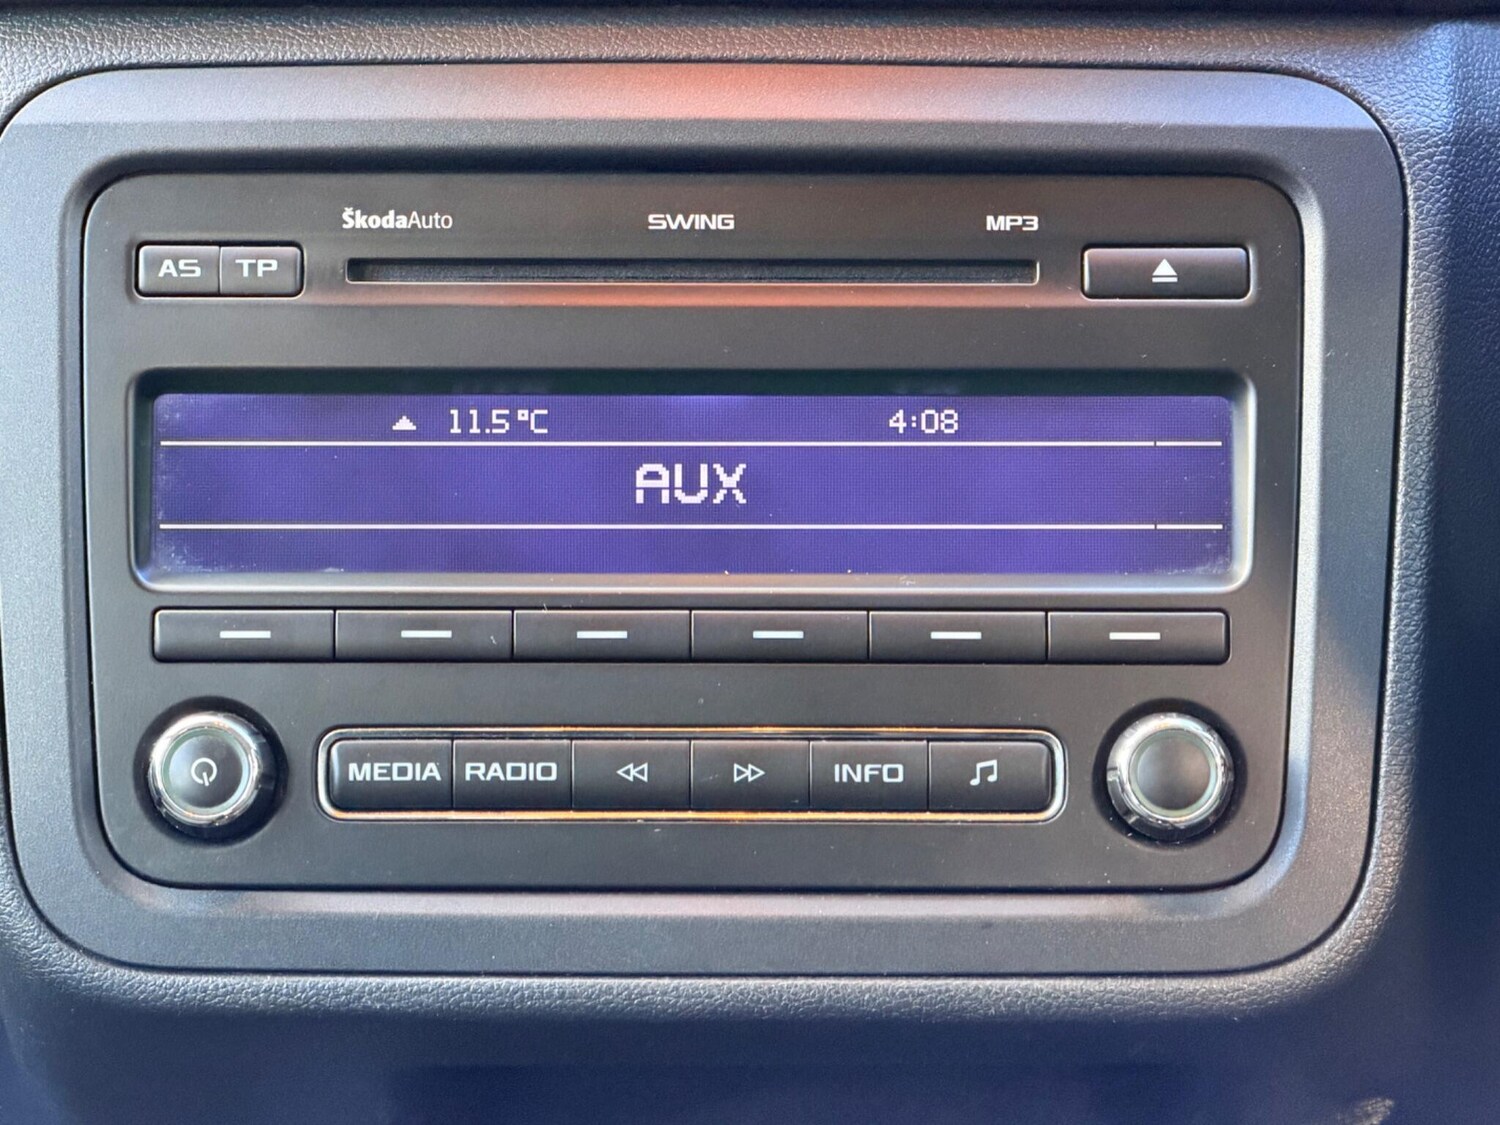 ŠkodaAuto SWING MP3
AS TP
11.5°C 4:08
AUX
MEDIA RADIO INFO